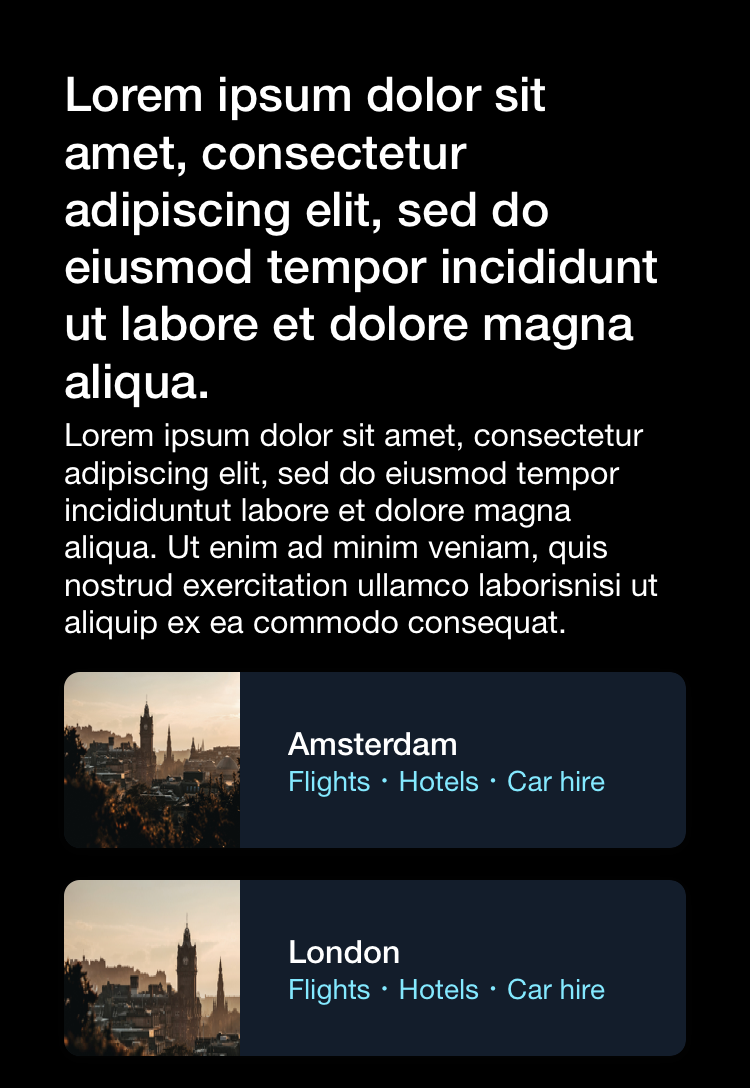 Lorem ipsum dolor sit
amet, consectetur
adipiscing elit, sed do
eiusmod tempor incididunt
ut labore et dolore magna
aliqua.
Lorem ipsum dolor sit amet, consectetur
adipiscing elit, sed do eiusmod tempor
incididuntut labore et dolore magna
aliqua. Ut enim ad minim veniam, quis
nostrud exercitation ullamco laborisnisi ut
aliquip ex ea commodo consequat.
Amsterdam
Flights · Hotels · Car hire
London
Flights · Hotels · Car hire